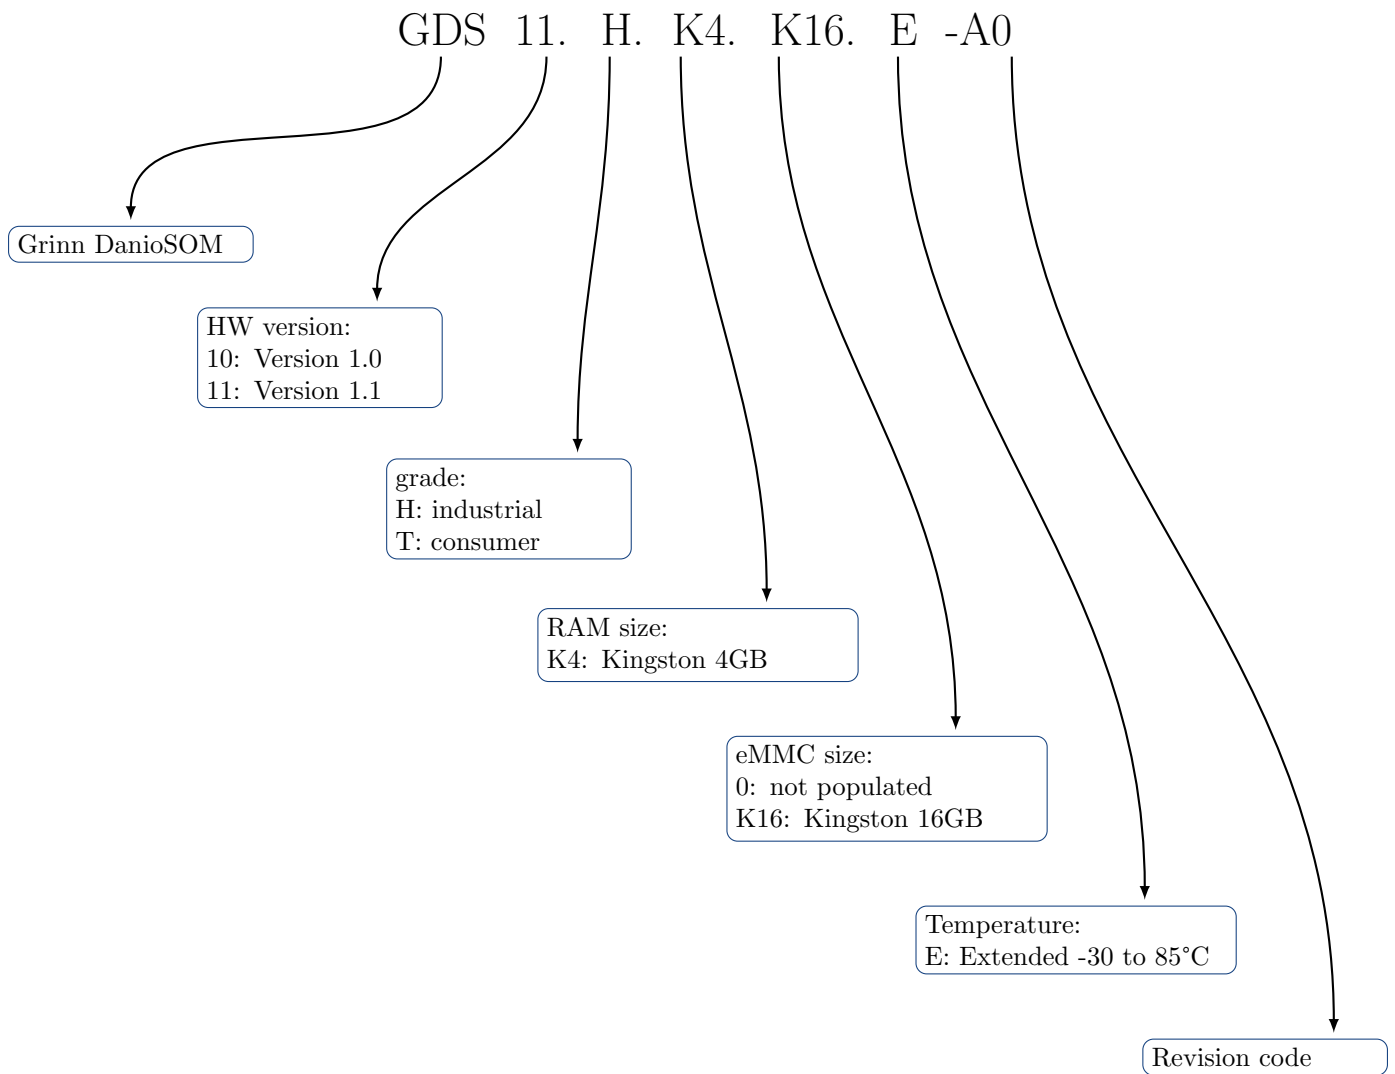 GDS 11. H. K4. K16. E -A0
Grinn DanioSOM
HW version:
10: Version 1.0
11: Version 1.1
grade:
H: industrial
T: consumer
RAM size:
K4: Kingston 4GB
eMMC size:
0: not populated
K16: Kingston 16GB
Temperature:
E: Extended -30 to 85°C
Revision code